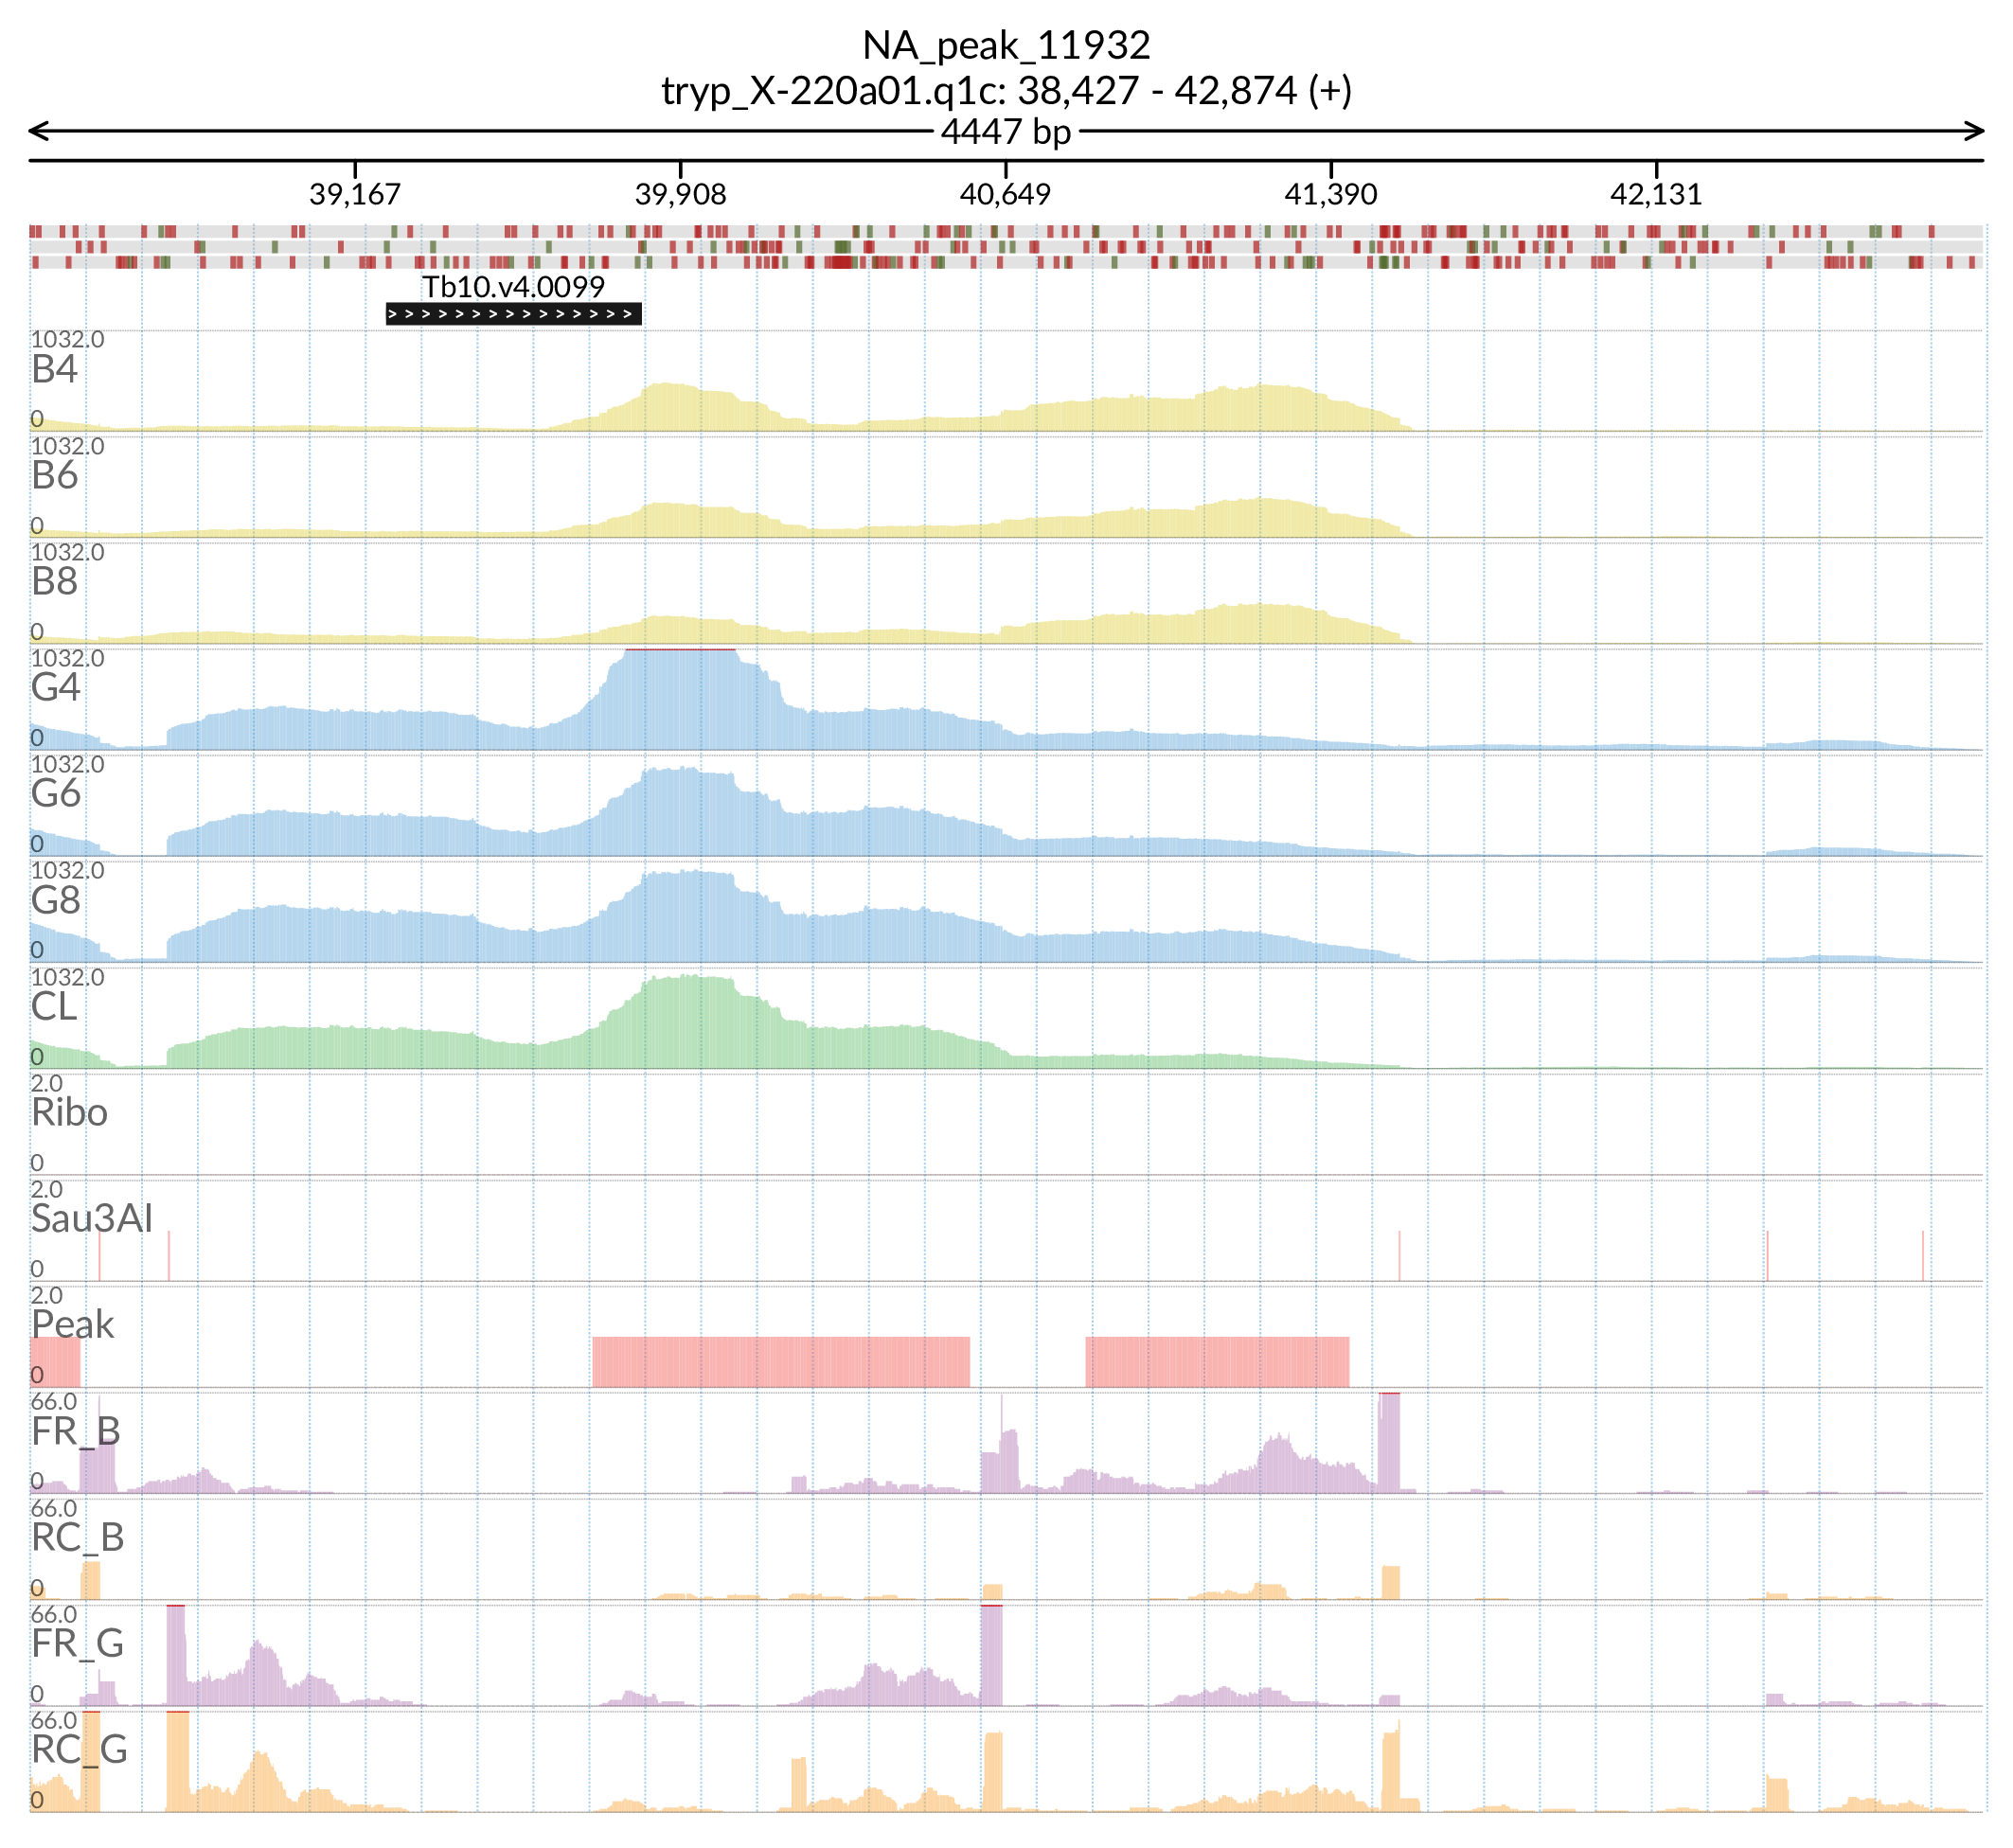 NA_peak_11932
tryp_X-220a01.q1c: 38,427 - 42,874 (+)
4447 bp
39,167 39,908 40,649 41,390 42,131
Tb10.v4.0099
1032.0
B4
0
1032.0
B6
0
1032.0
B8
0
1032.0
G4
0
1032.0
G6
0
1032.0
G8
0
1032.0
CL
0
2.0
Ribo
0
2.0
Sau3AI
0
2.0
Peak
0
66.0
FR_B
0
66.0
RC_B
0
66.0
FR_G
0
66.0
RC_G
0